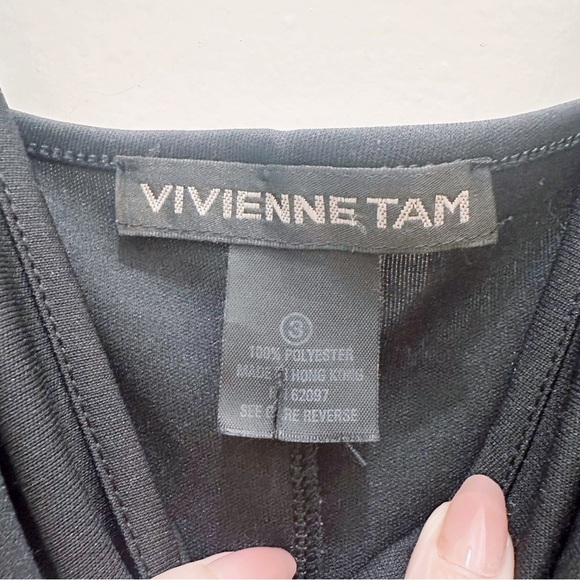 VIVIENNE TAM
3
100% POLYESTER
MADE IN HONG KONG
62097
SEE CARE REVERSE